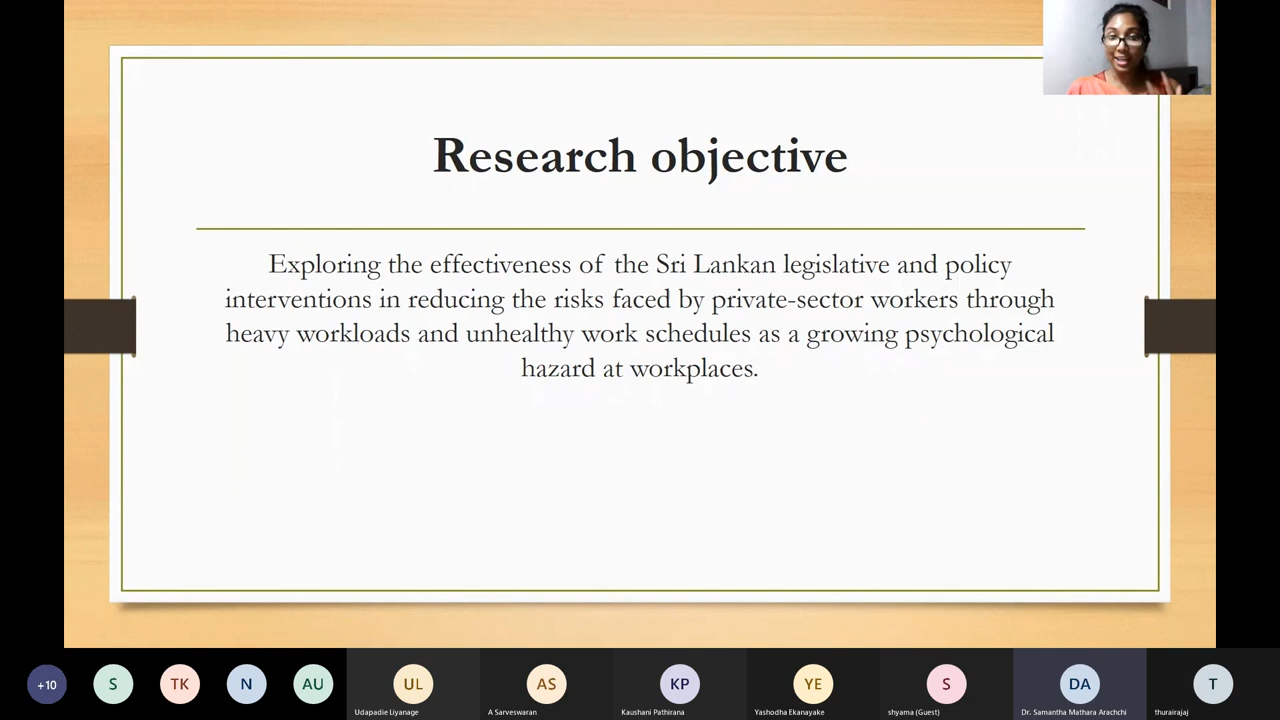 Research objective
Exploring the effectiveness of the Sri Lankan legislative and policy
interventions in reducing the risks faced by private-sector workers through
heavy workloads and unhealthy work schedules as a growing psychological
hazard at workplaces.
+10
S
TK
N
AU
UL
AS
KP
YE
S
DA
T
Udapadie Liyanage
A Sarveswaran
Kaushani Pathirana
Yashodha Ekanayake
shyama (Guest)
Dr. Samantha Mathara Arachchi
thurairajaj